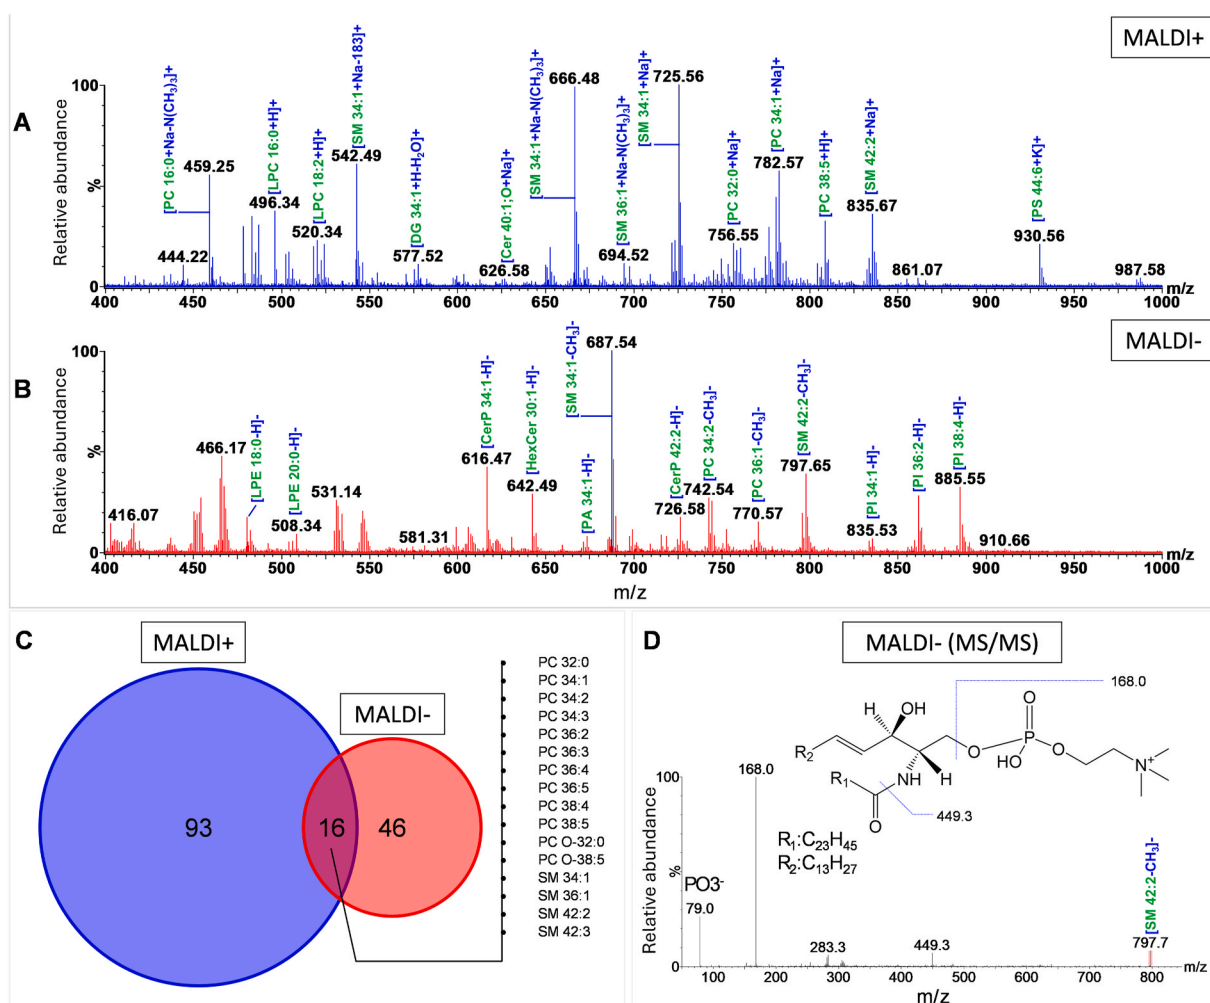 MALDI+
A
Relative abundance
%
100
0
[PC 16:0+Na-N(CH₃)₃]+
[LPC 16:0+H]+
[LPC 18:2+H]+
[SM 34:1+Na-183]+
[DG 34:1+H-H₂O]+
[Cer 40:1;O+Na]+
[SM 34:1+Na-N(CH₃)₃]+
[SM 36:1+Na-N(CH₃)₃]+
[SM 34:1+Na]+
[PC 32:0+Na]+
[PC 34:1+Na]+
[PC 38:5+H]+
[SM 42:2+Na]+
[PS 44:6+K]+
444.22
459.25
496.34
520.34
542.49
577.52
626.58
666.48
694.52
725.56
756.55
782.57
835.67
861.07
930.56
987.58
400 450 500 550 600 650 700 750 800 850 900 950 1000 m/z
MALDI-
B
Relative abundance
%
100
0
[LPE 18:0-H]-
[LPE 20:0-H]-
[CerP 34:1-H]-
[HexCer 30:1-H]-
[SM 34:1-CH₃]-
[PA 34:1-H]-
[CerP 42:2-H]-
[PC 34:2-CH₃]-
[PC 36:1-CH₃]-
[SM 42:2-CH₃]-
[PI 34:1-H]-
[PI 36:2-H]-
[PI 38:4-H]-
416.07
466.17
508.34
531.14
581.31
616.47
642.49
687.54
726.58
742.54
770.57
797.65
835.53
885.55
910.66
400 450 500 550 600 650 700 750 800 850 900 950 1000
m/z
C
MALDI+
MALDI-
93
16
46
PC 32:0
PC 34:1
PC 34:2
PC 34:3
PC 36:2
PC 36:3
PC 36:4
PC 36:5
PC 38:4
PC 38:5
PC O-32:0
PC O-38:5
SM 34:1
SM 36:1
SM 42:2
SM 42:3
D
MALDI- (MS/MS)
168.0
H
OH
O
R₂
O
P
HO
O
N⁺
NH
H
R₁
O
449.3
R₁:C₂₃H₄₅
R₂:C₁₃H₂₇
Relative abundance
%
100
0
168.0
PO3⁻
79.0
283.3
449.3
[SM 42:2-CH₃]-
797.7
100 200 300 400 500 600 700 800 m/z
m/z